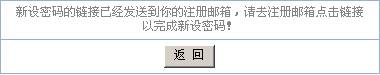 新设密码的链接已经发送到你的注册邮箱，请去注册邮箱点击链接
以完成新设密码!
返 回